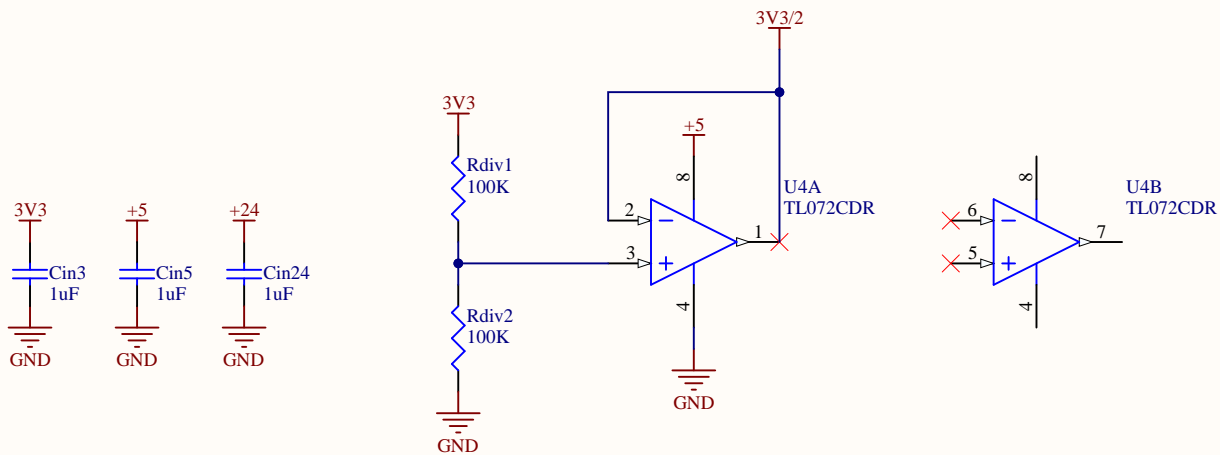 3V3
Cin3
1uF
GND
+5
Cin5
1uF
GND
+24
Cin24
1uF
GND
3V3
Rdiv1
100K
Rdiv2
100K
GND
3V3/2
+5
8
2
3
1
4
U4A
TL072CDR
GND
8
6
5
7
4
U4B
TL072CDR